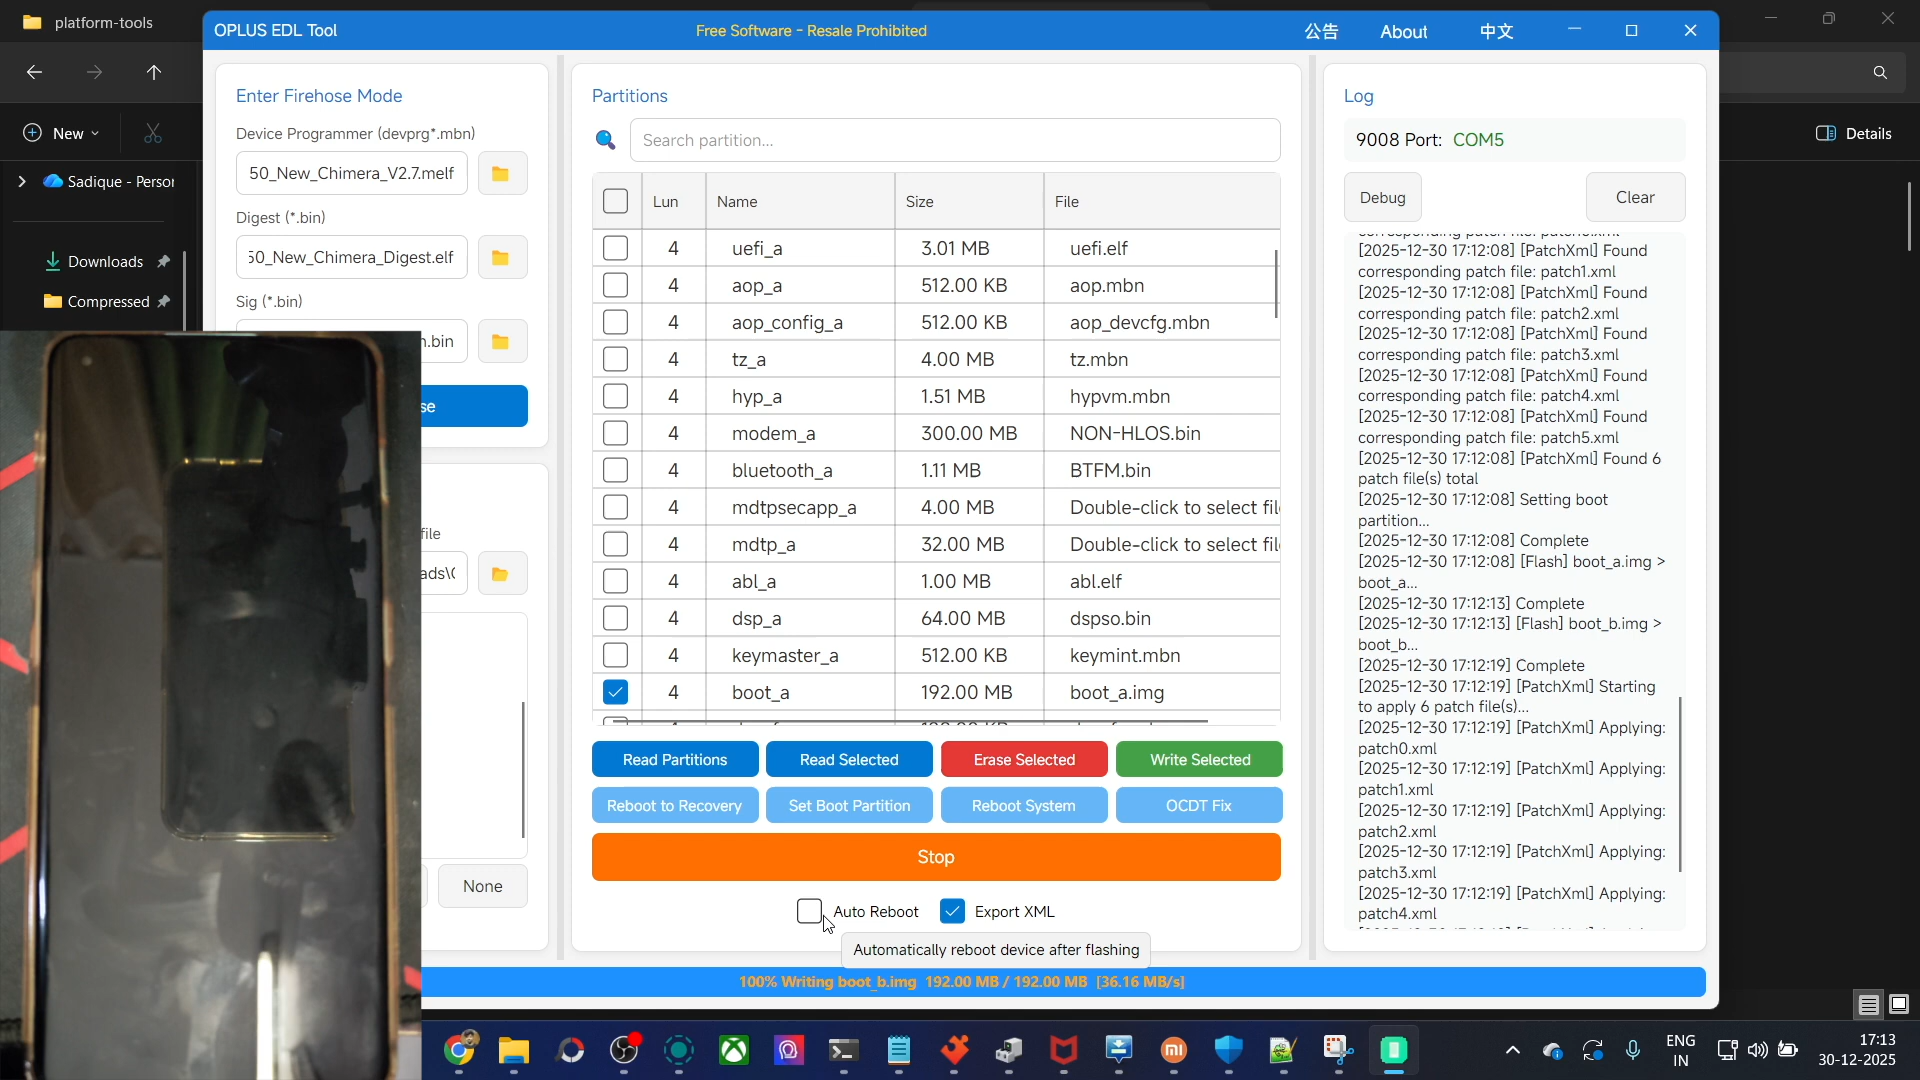 platform-tools
OPLUS EDL Tool
Free Software - Resale Prohibited
公告
About
中文
New
Details
Sadique - Persor
Downloads
Compressed
Enter Firehose Mode
Device Programmer (devprg*.mbn)
50_New_Chimera_V2.7.melf
Digest (*.bin)
50_New_Chimera_Digest.elf
Sig (*.bin)
n.bin
se
file
ads\(
None
Partitions
Search partition...
Lun Name Size File
4 uefi_a 3.01 MB uefi.elf
4 aop_a 512.00 KB aop.mbn
4 aop_config_a 512.00 KB aop_devcfg.mbn
4 tz_a 4.00 MB tz.mbn
4 hyp_a 1.51 MB hypvm.mbn
4 modem_a 300.00 MB NON-HLOS.bin
4 bluetooth_a 1.11 MB BTFM.bin
4 mdtpsecapp_a 4.00 MB Double-click to select fil
4 mdtp_a 32.00 MB Double-click to select fil
4 abl_a 1.00 MB abl.elf
4 dsp_a 64.00 MB dspso.bin
4 keymaster_a 512.00 KB keymint.mbn
4 boot_a 192.00 MB boot_a.img
Read Partitions
Read Selected
Erase Selected
Write Selected
Reboot to Recovery
Set Boot Partition
Reboot System
OCDT Fix
Stop
Auto Reboot
Export XML
Automatically reboot device after flashing
100% Writing boot_b.img 192.00 MB / 192.00 MB [36.16 MB/s]
Log
9008 Port: COM5
Debug
Clear
[2025-12-30 17:12:08] [PatchXml] Found
corresponding patch file: patch1.xml
[2025-12-30 17:12:08] [PatchXml] Found
corresponding patch file: patch2.xml
[2025-12-30 17:12:08] [PatchXml] Found
corresponding patch file: patch3.xml
[2025-12-30 17:12:08] [PatchXml] Found
corresponding patch file: patch4.xml
[2025-12-30 17:12:08] [PatchXml] Found
corresponding patch file: patch5.xml
[2025-12-30 17:12:08] [PatchXml] Found 6
patch file(s) total
[2025-12-30 17:12:08] Setting boot
partition...
[2025-12-30 17:12:08] Complete
[2025-12-30 17:12:08] [Flash] boot_a.img >
boot_a...
[2025-12-30 17:12:13] Complete
[2025-12-30 17:12:13] [Flash] boot_b.img >
boot_b...
[2025-12-30 17:12:19] Complete
[2025-12-30 17:12:19] [PatchXml] Starting
to apply 6 patch file(s)...
[2025-12-30 17:12:19] [PatchXml] Applying:
patch0.xml
[2025-12-30 17:12:19] [PatchXml] Applying:
patch1.xml
[2025-12-30 17:12:19] [PatchXml] Applying:
patch2.xml
[2025-12-30 17:12:19] [PatchXml] Applying:
patch3.xml
[2025-12-30 17:12:19] [PatchXml] Applying:
patch4.xml
ENG
IN
17:13
30-12-2025